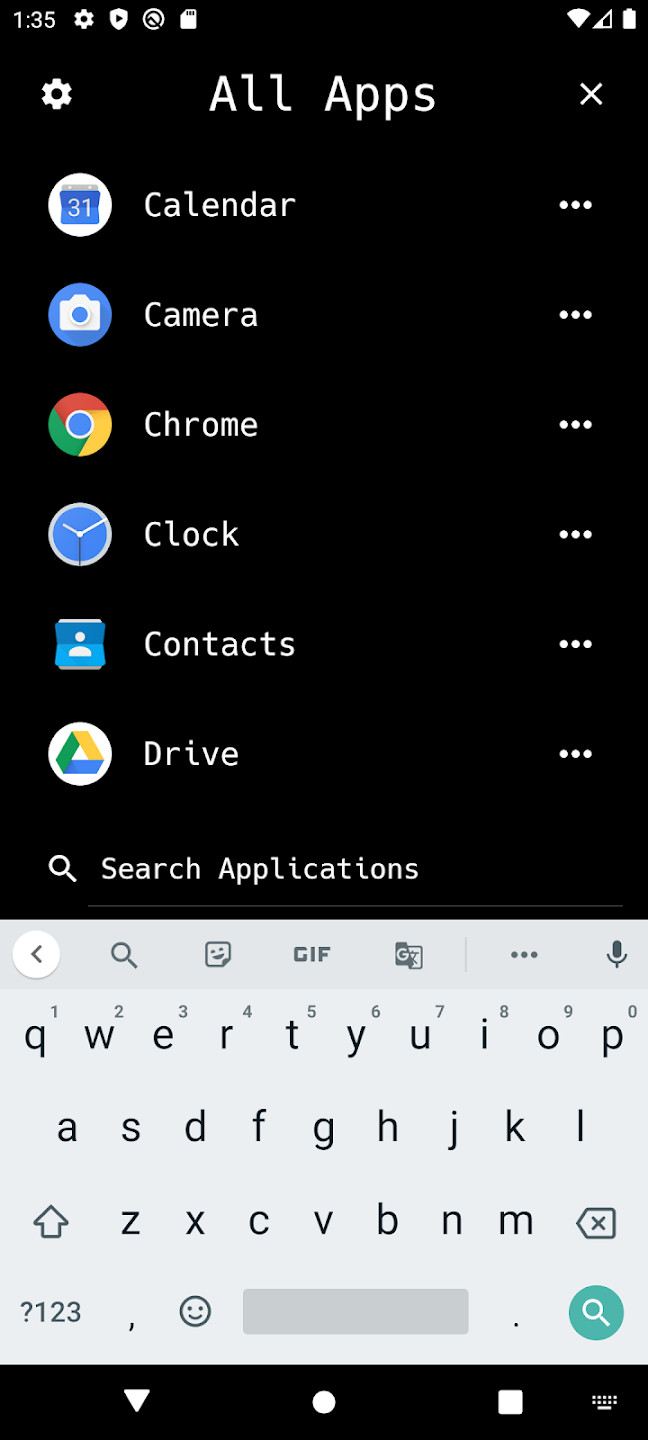 1:35
All Apps
31
Calendar
Camera
Chrome
Clock
Contacts
Drive
Search Applications
GIF
G
1 2 3 4 5 6 7 8 9 0
q w e r t y u i o p
a s d f g h j k l
z x c v b n m
?123 , .